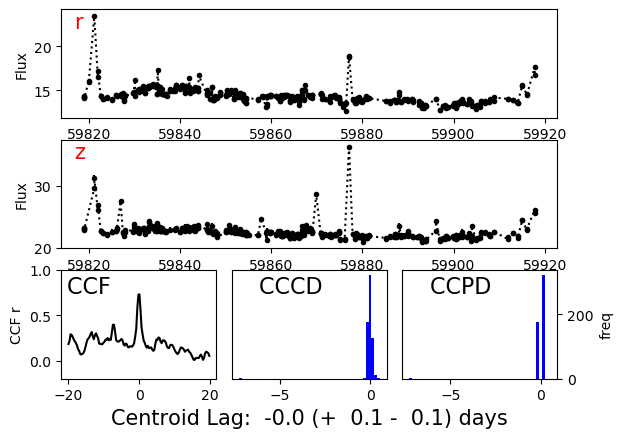 r
Flux
20
15
59820 59840 59860 59880 59900 59920
z
Flux
30
20
59820 59840 59860 59880 59900 59920
CCF CCCD CCPD
CCF r
1.0
0.5
0.0
200
0
freq
−20 0 20 −5 0 −5 0
Centroid Lag: -0.0 (+ 0.1 - 0.1) days